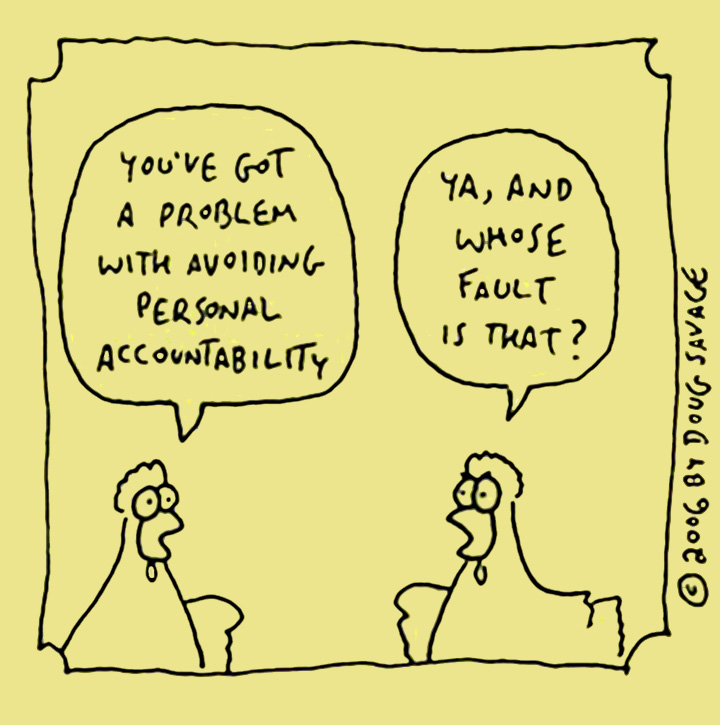 YOU'VE GOT
A PROBLEM
WITH AVOIDING
PERSONAL
ACCOUNTABILITY
YA, AND
WHOSE
FAULT
IS THAT?
© 2006 BY DOUG SAVAGE